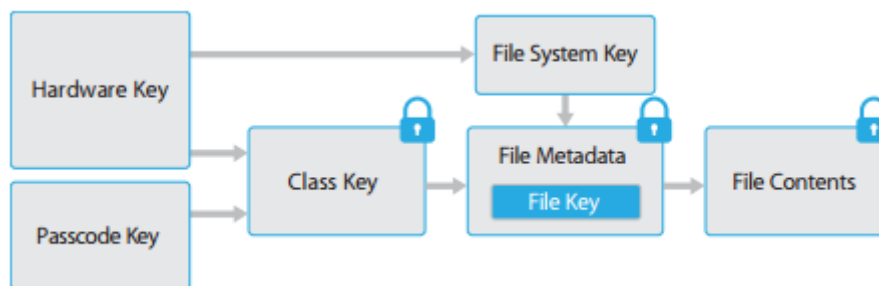 Hardware Key
File System Key
Class Key
File Metadata
File Key
File Contents
Passcode Key